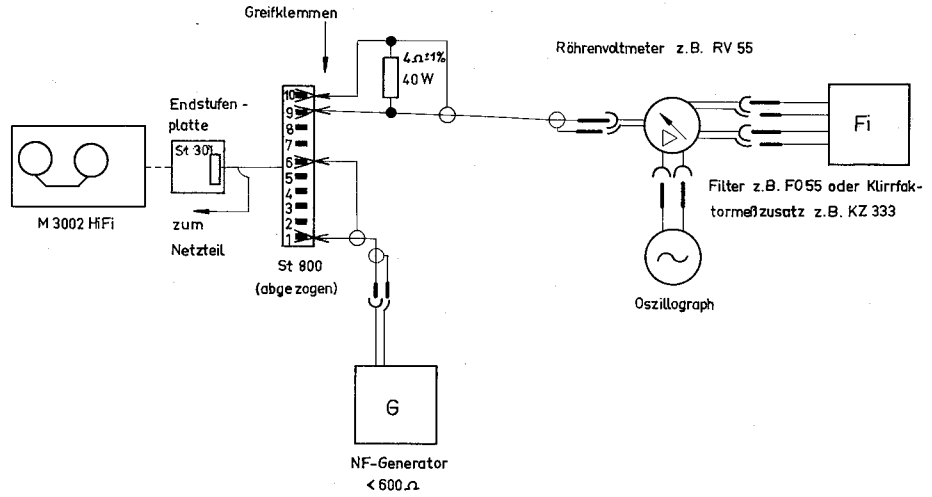 Greifklemmen
Röhrenvoltmeter z.B. RV 55
4Ω±1%
40 W
Endstufen-
platte
St 301
10
9
8
7
6
5
4
3
2
1
Fi
M 3002 HiFi
zum
Netzteil
Filter z.B. FO 55 oder Klirrfak-
tormeßzusatz z.B. KZ 333
St 800
(abgezogen)
Oszillograph
G
NF-Generator
< 600 Ω